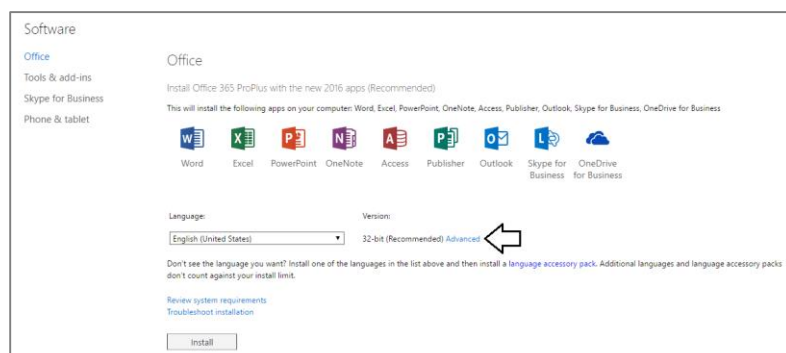 Software
Office
Tools & add-ins
Skype for Business
Phone & tablet
Office
Install Office 365 ProPlus with the new 2016 apps (Recommended)
This will install the following apps on your computer: Word, Excel, PowerPoint, OneNote, Access, Publisher, Outlook, Skype for Business, OneDrive for Business
Word Excel PowerPoint OneNote Access Publisher Outlook Skype for Business OneDrive for Business
Language: Version:
English (United States) 32-bit (Recommended) Advanced
Don't see the language you want? Install one of the languages in the list above and then install a language accessory pack. Additional languages and language accessory packs
don't count against your install limit.
Review system requirements
Troubleshoot installation
Install